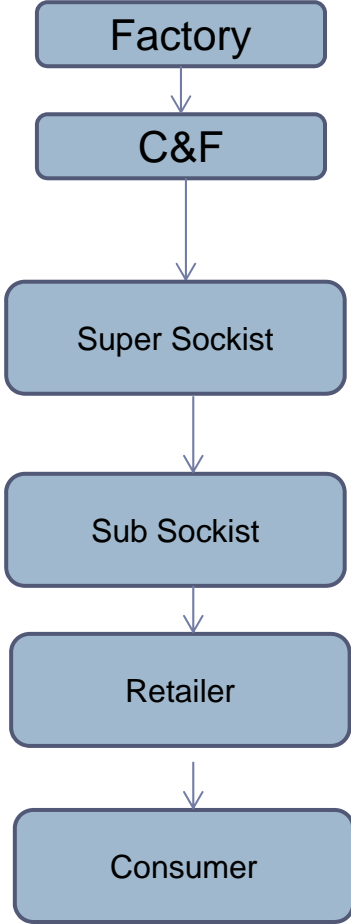 Factory
C&F
Super Sockist
Sub Sockist
Retailer
Consumer